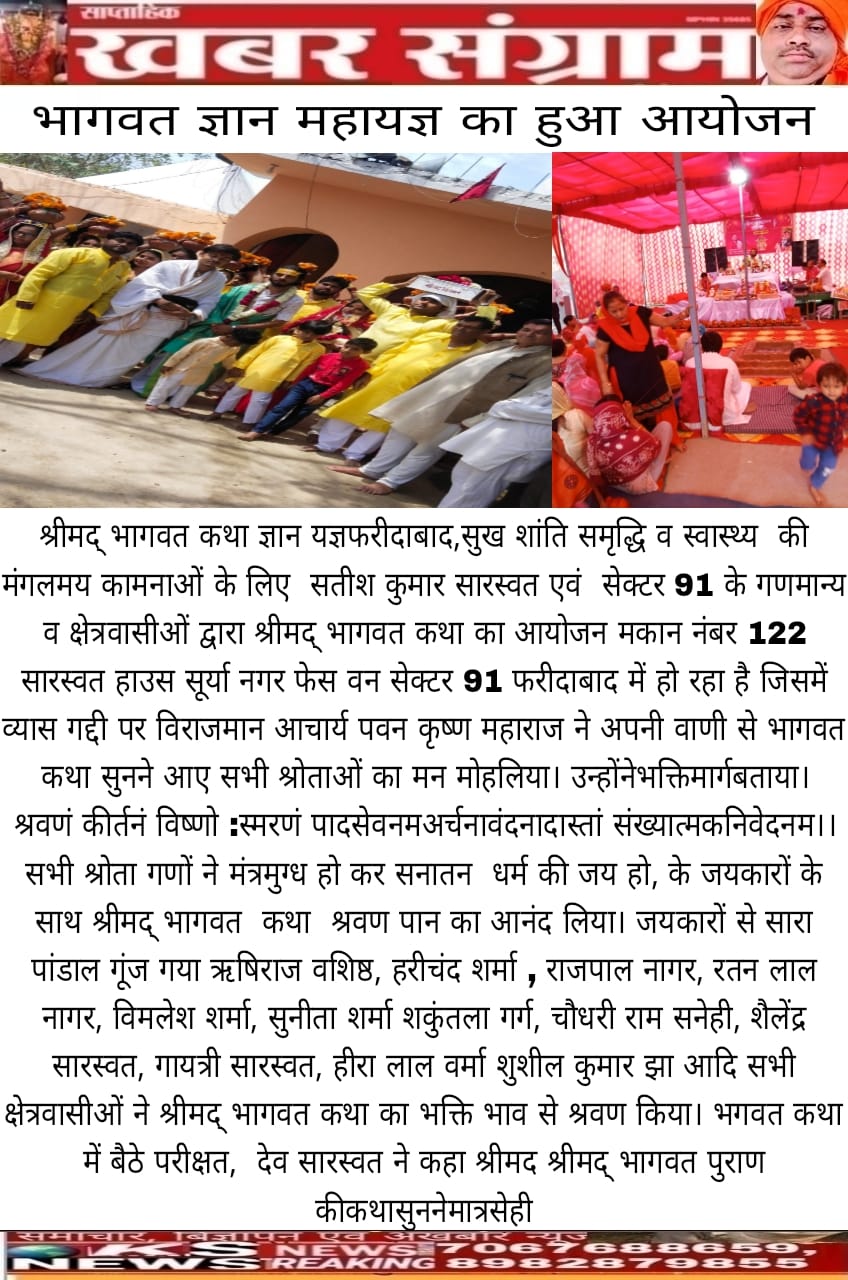 साप्ताहिक
खबर संग्राम
भागवत ज्ञान महायज्ञ का हुआ आयोजन
श्रीमद् भागवत कथा ज्ञान यज्ञफरीदाबाद,सुख शांति समृद्धि व स्वास्थ्य की
मंगलमय कामनाओं के लिए सतीश कुमार सारस्वत एवं सेक्टर 91 के गणमान्य
व क्षेत्रवासीओं द्वारा श्रीमद् भागवत कथा का आयोजन मकान नंबर 122
सारस्वत हाउस सूर्या नगर फेस वन सेक्टर 91 फरीदाबाद में हो रहा है जिसमें
व्यास गद्दी पर विराजमान आचार्य पवन कृष्ण महाराज ने अपनी वाणी से भागवत
कथा सुनने आए सभी श्रोताओं का मन मोहलिया। उन्होंनेभक्तिमार्गबताया।
श्रवणं कीर्तनं विष्णो :स्मरणं पादसेवनमअर्चनावंदनादास्तां संख्यात्मकनिवेदनम।।
सभी श्रोता गणों ने मंत्रमुग्ध हो कर सनातन धर्म की जय हो, के जयकारों के
साथ श्रीमद् भागवत कथा श्रवण पान का आनंद लिया। जयकारों से सारा
पांडाल गूंज गया ऋषिराज वशिष्ठ, हरीचंद शर्मा , राजपाल नागर, रतन लाल
नागर, विमलेश शर्मा, सुनीता शर्मा शकुंतला गर्ग, चौधरी राम सनेही, शैलेंद्र
सारस्वत, गायत्री सारस्वत, हीरा लाल वर्मा शुशील कुमार झा आदि सभी
क्षेत्रवासीओं ने श्रीमद् भागवत कथा का भक्ति भाव से श्रवण किया। भगवत कथा
में बैठे परीक्षत, देव सारस्वत ने कहा श्रीमद श्रीमद् भागवत पुराण
कीकथासुननेमात्रसेही
समाचार, विज्ञापन एवं अखबार न्यूज
KS NEWS 7067688659,
NEWS REAKING 8982879855